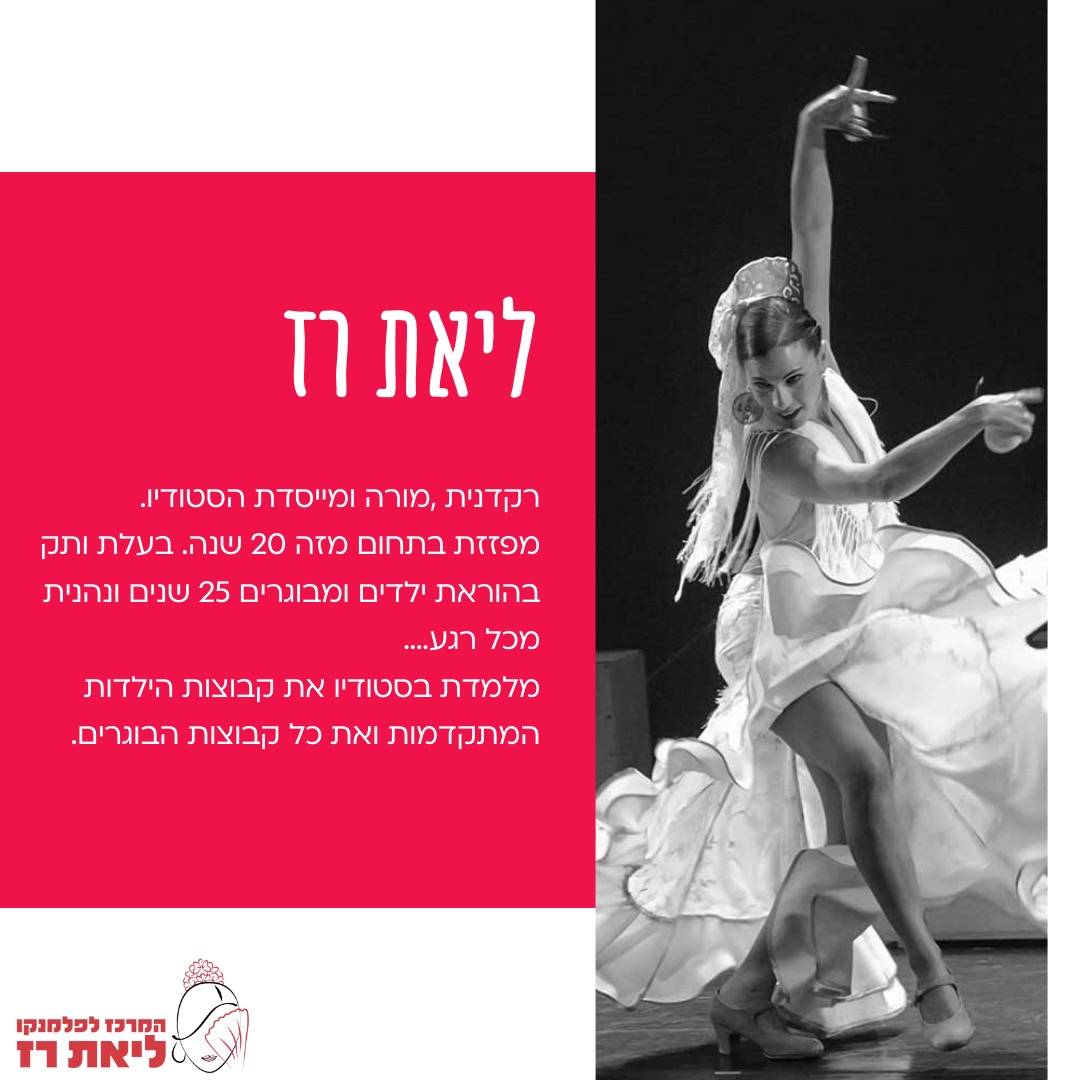 ליאת רז
רקדנית ,מורה ומייסדת הסטודיו.
מפזזת בתחום מזה 20 שנה. בעלת ותק
בהוראת ילדים ומבוגרים 25 שנים ונהנית
מכל רגע....
מלמדת בסטודיו את קבוצות הילדות
המתקדמות ואת כל קבוצות הבוגרים.
המרכז לפלמנקו
ליאת רז